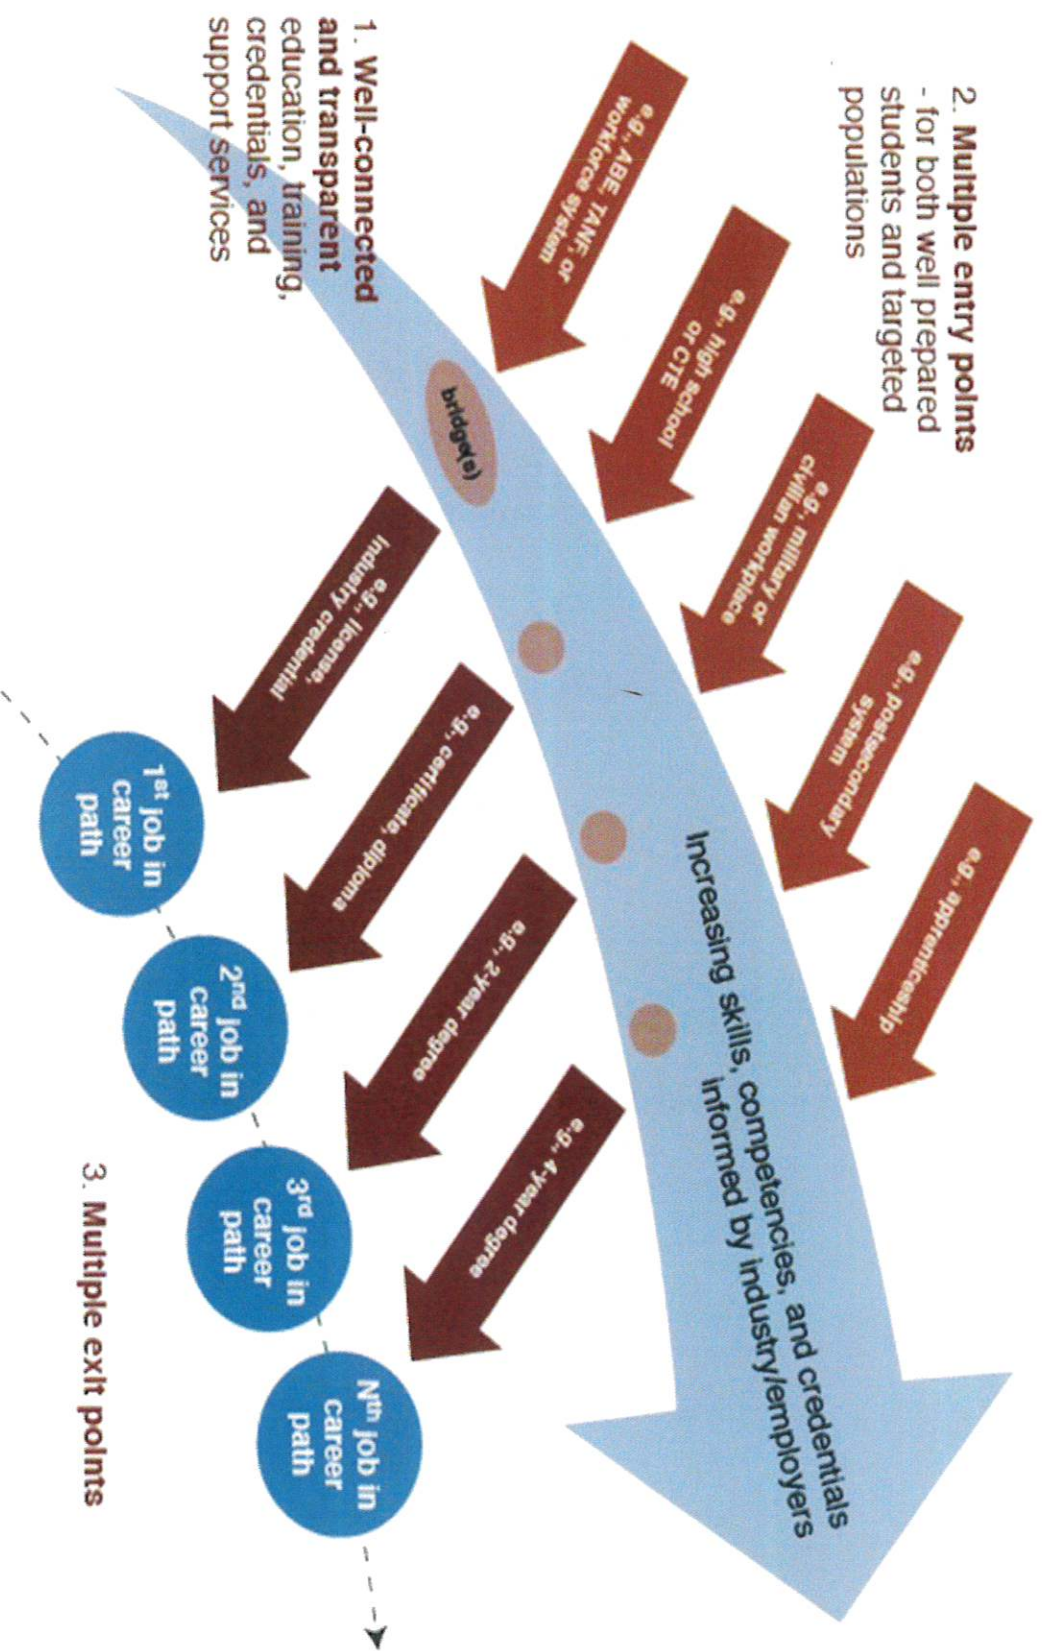 2. Multiple entry points
- for both well prepared
students and targeted
populations
e.g., ABE, TANF, or
workforce system
e.g., high school
or CTE
e.g., military or
civilian workplace
e.g., postsecondary
system
e.g., apprenticeship
1. Well-connected
and transparent
education, training,
credentials, and
support services
bridge(s)
Increasing skills, competencies, and credentials
informed by industry/employers
e.g., license,
industry credential
e.g., certificate, diploma
e.g., 2-year degree
e.g., 4-year degree
1st job in
career
path
2nd job in
career
path
3rd job in
career
path
Nth job in
career
path
3. Multiple exit points